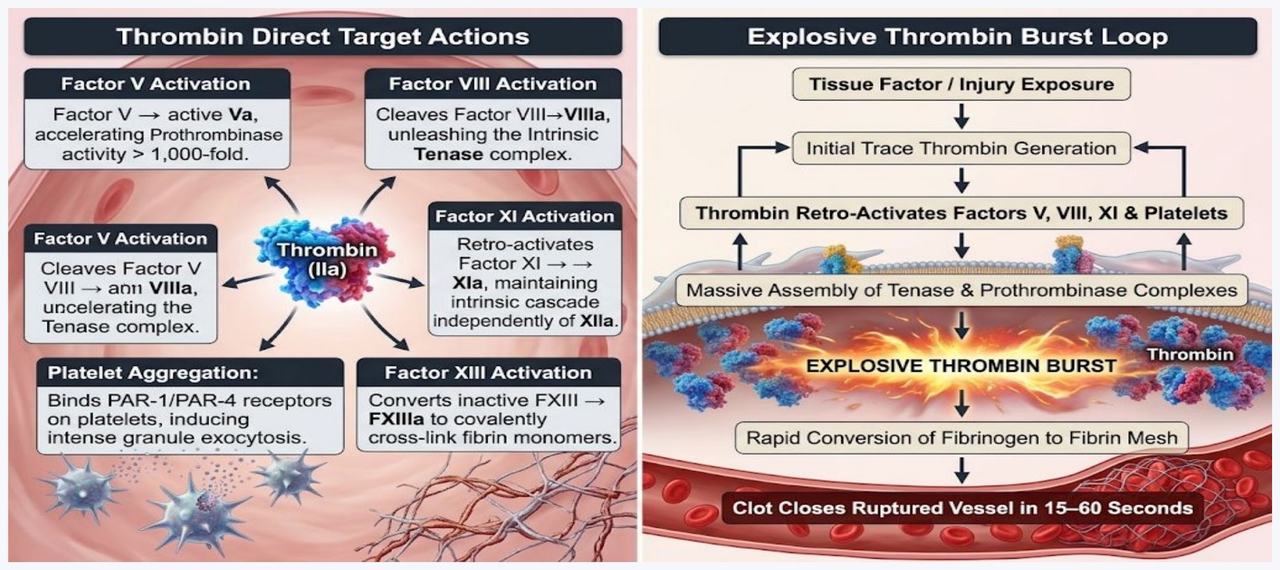 Thrombin Direct Target Actions
Factor V Activation
Factor V → active Va,
accelerating Prothrombinase
activity > 1,000-fold.
Factor VIII Activation
Cleaves Factor VIII→VIIIa,
unleashing the Intrinsic
Tenase complex.
Factor V Activation
Cleaves Factor V
VIII → VIIIa,
uncelerating the
Tenase complex.
Thrombin
(IIa)
Factor XI Activation
Retro-activates
Factor XI → →
XIa, maintaining
intrinsic cascade
independently of XIIa.
Platelet Aggregation:
Binds PAR-1/PAR-4 receptors
on platelets, inducing
intense granule exocytosis.
Factor XIII Activation
Converts inactive FXIII →
FXIIIa to covalently
cross-link fibrin monomers.
Explosive Thrombin Burst Loop
Tissue Factor / Injury Exposure
Initial Trace Thrombin Generation
Thrombin Retro-Activates Factors V, VIII, XI & Platelets
Massive Assembly of Tenase & Prothrombinase Complexes
EXPLOSIVE THROMBIN BURST
Thrombin
Rapid Conversion of Fibrinogen to Fibrin Mesh
Clot Closes Ruptured Vessel in 15–60 Seconds